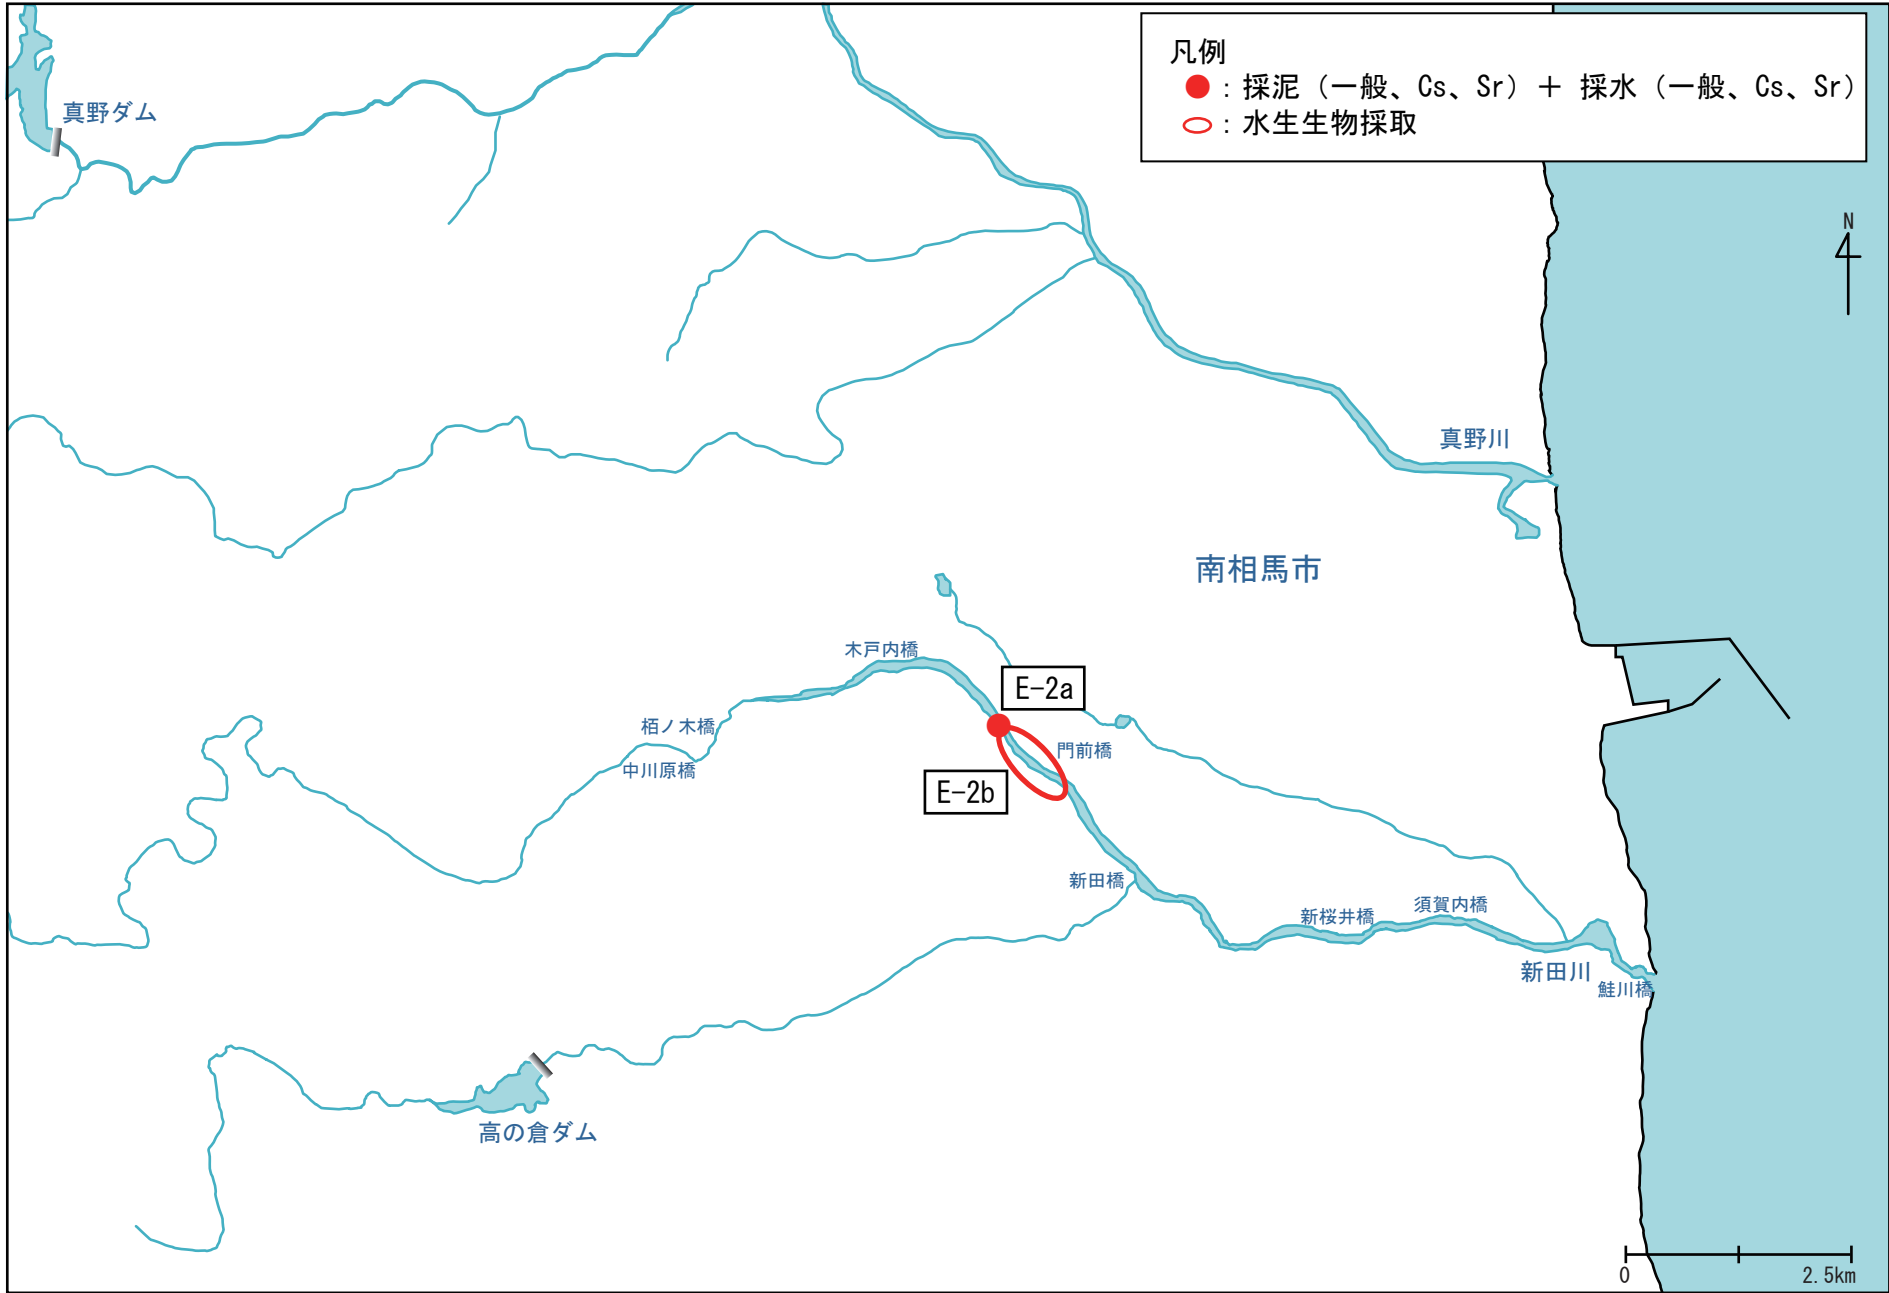 凡例
：採泥（一般、Cs、Sr）＋ 採水（一般、Cs、Sr）
：水生生物採取
真野ダム
N
真野川
南相馬市
木戸内橋
E-2a
栢ノ木橋
門前橋
中川原橋
E-2b
新田橋
須賀内橋
新桜井橋
新田川
鮭川橋
高の倉ダム
0
2.5km